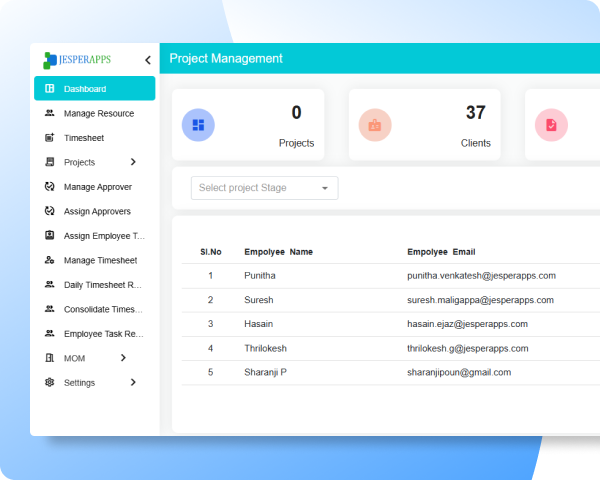 JESPERAPPS
Project Management
Dashboard
Manage Resource
Timesheet
Projects
Manage Approver
Assign Approvers
Assign Employee T...
Manage Timesheet
Daily Timesheet R...
Consolidate Times...
Employee Task Re...
MOM
Settings
0
Projects
37
Clients
Select project Stage
Sl.No Empolyee Name Empolyee Email
1 Punitha punitha.venkatesh@jesperapps.com
2 Suresh suresh.maligappa@jesperapps.com
3 Hasain hasain.ejaz@jesperapps.com
4 Thrilokesh thrilokesh.g@jesperapps.com
5 Sharanji P sharanjipoun@gmail.com